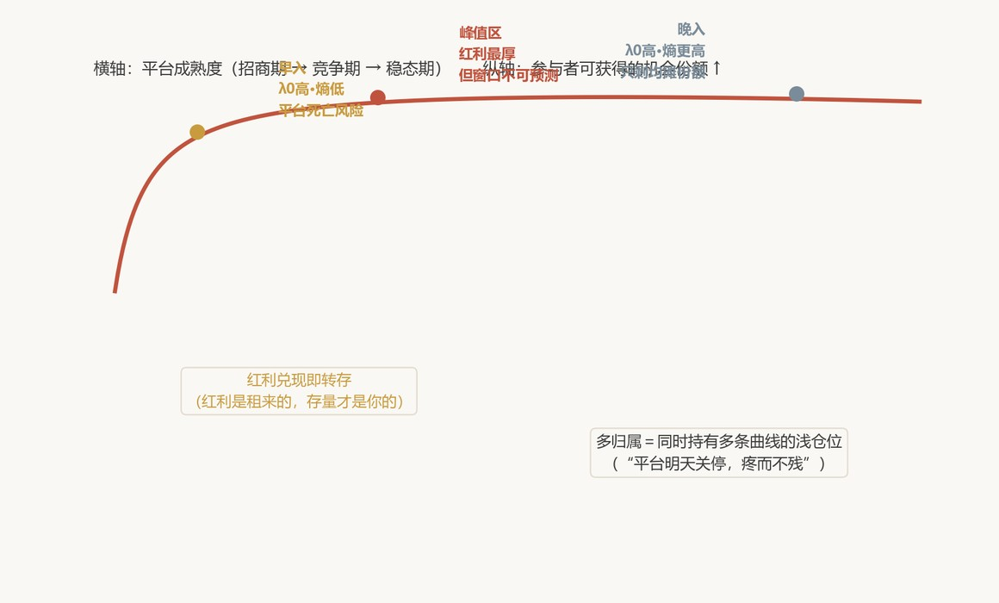 峰值区
红利最厚
但窗口不可预测
晚入
λ0高·熵更高
横轴：平台成熟度（招商期 → 竞争期 → 稳态期）
纵轴：参与者可获得的机会份额 ↑
早入
λ0高·熵低
平台死亡风险
红利兑现即转存
（红利是租来的，存量才是你的）
多归属 = 同时持有多条曲线的浅仓位
（“平台明天关停，疼而不残”）